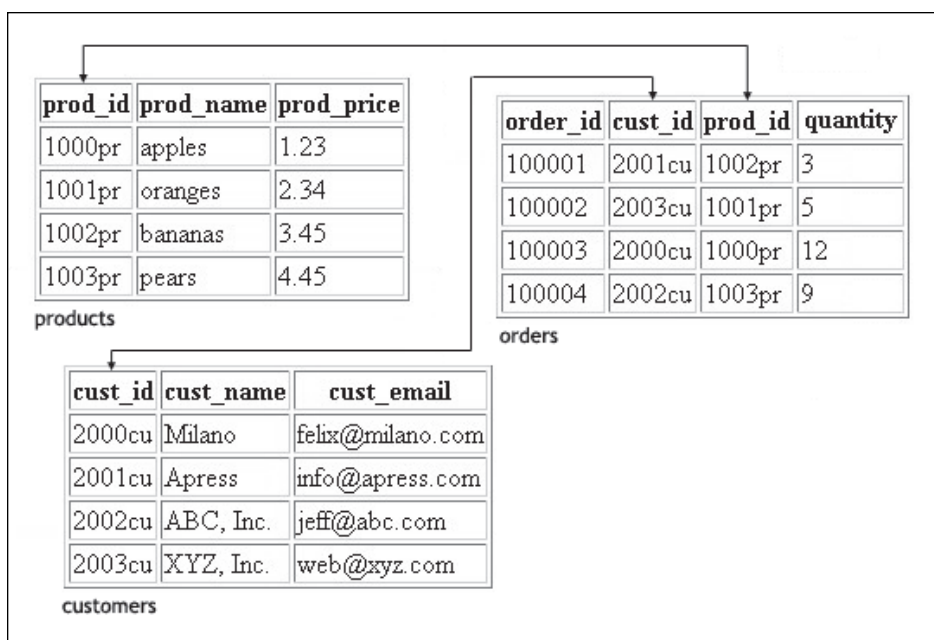 prod_id prod_name prod_price
1000pr apples 1.23
1001pr oranges 2.34
1002pr bananas 3.45
1003pr pears 4.45
products
order_id cust_id prod_id quantity
100001 2001cu 1002pr 3
100002 2003cu 1001pr 5
100003 2000cu 1000pr 12
100004 2002cu 1003pr 9
orders
cust_id cust_name cust_email
2000cu Milano felix@milano.com
2001cu Apress info@apress.com
2002cu ABC, Inc. jeff@abc.com
2003cu XYZ, Inc. web@xyz.com
customers